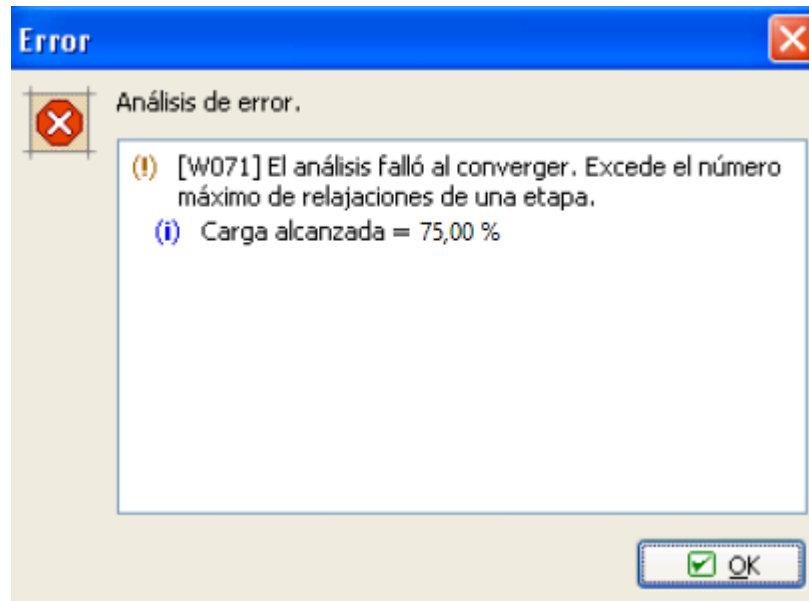 Error
Análisis de error.
(!) [W071] El análisis falló al converger. Excede el número
máximo de relajaciones de una etapa.
(i) Carga alcanzada = 75,00 %
OK